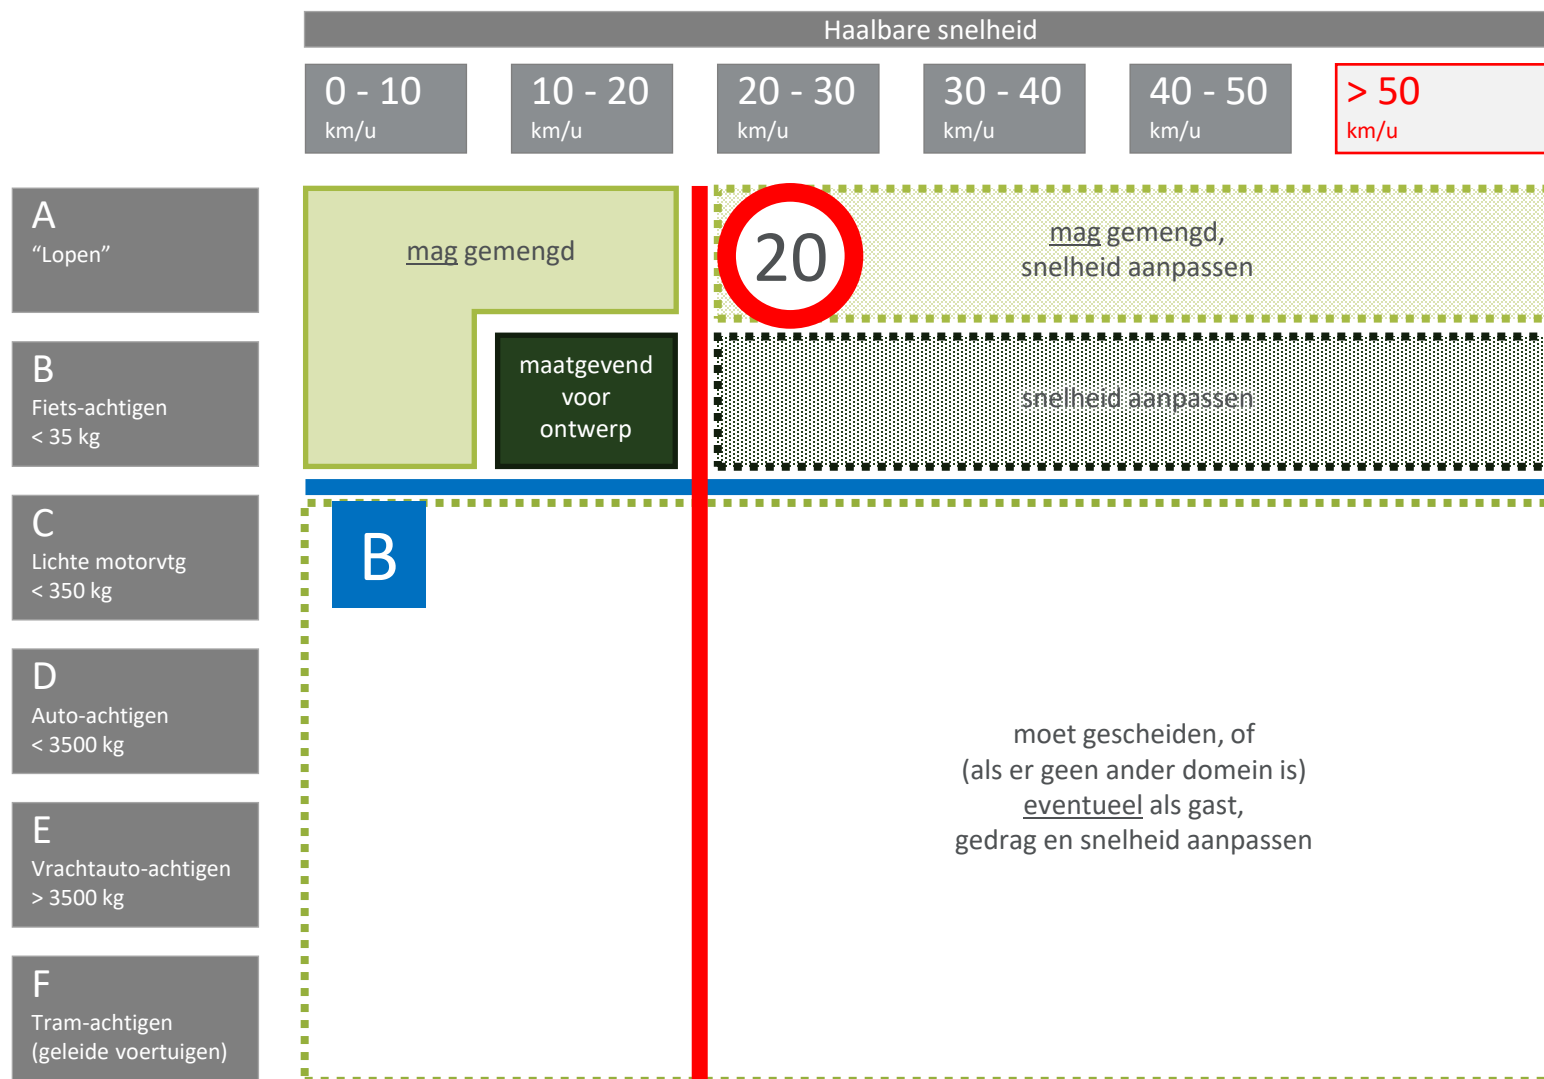 Haalbare snelheid
0 - 10
km/u
10 - 20
km/u
20 - 30
km/u
30 - 40
km/u
40 - 50
km/u
> 50
km/u
A
“Lopen”
mag gemengd
20
mag gemengd,
snelheid aanpassen
B
Fiets-achtigen
< 35 kg
maatgevend
voor
ontwerp
snelheid aanpassen
C
Lichte motorvtg
< 350 kg
B
D
Auto-achtigen
< 3500 kg
moet gescheiden, of
(als er geen ander domein is)
eventueel als gast,
gedrag en snelheid aanpassen
E
Vrachtauto-achtigen
> 3500 kg
F
Tram-achtigen
(geleide voertuigen)